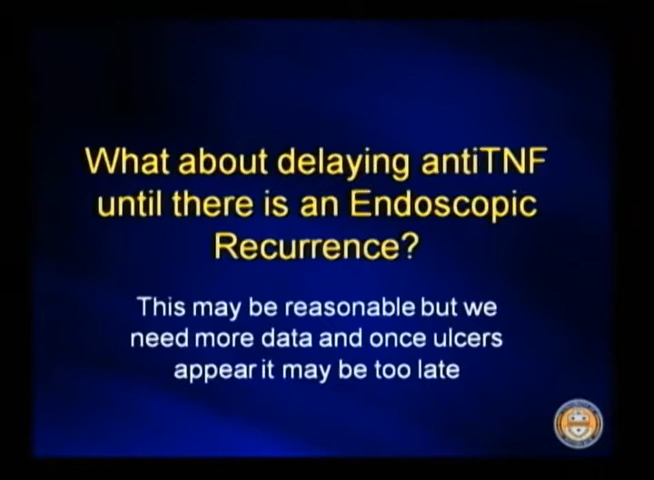 What about delaying antiTNF
until there is an Endoscopic
Recurrence?
This may be reasonable but we
need more data and once ulcers
appear it may be too late